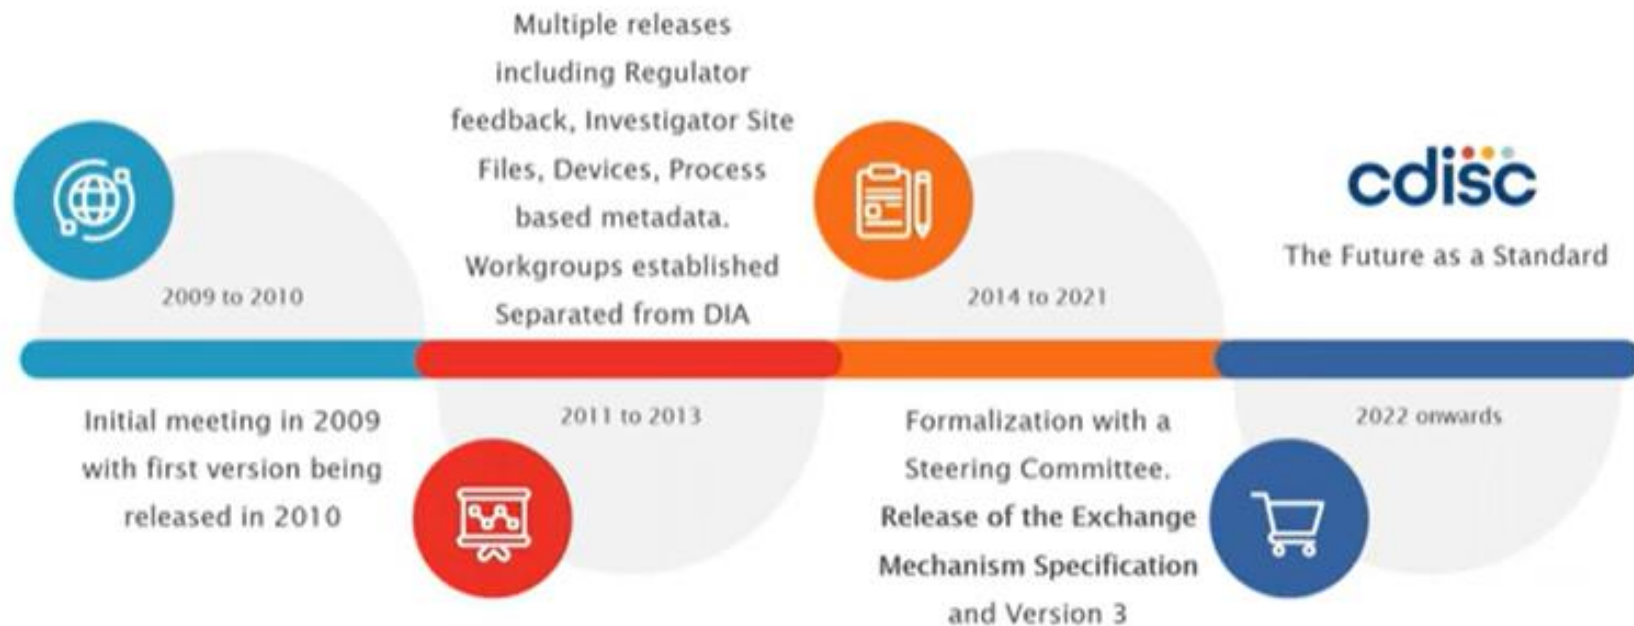 2009 to 2010
Initial meeting in 2009
with first version being
released in 2010
Multiple releases
including Regulator
feedback, Investigator Site
Files, Devices, Process
based metadata.
Workgroups established
Separated from DIA
2011 to 2013
2014 to 2021
Formalization with a
Steering Committee.
Release of the Exchange
Mechanism Specification
and Version 3
cdisc
The Future as a Standard
2022 onwards